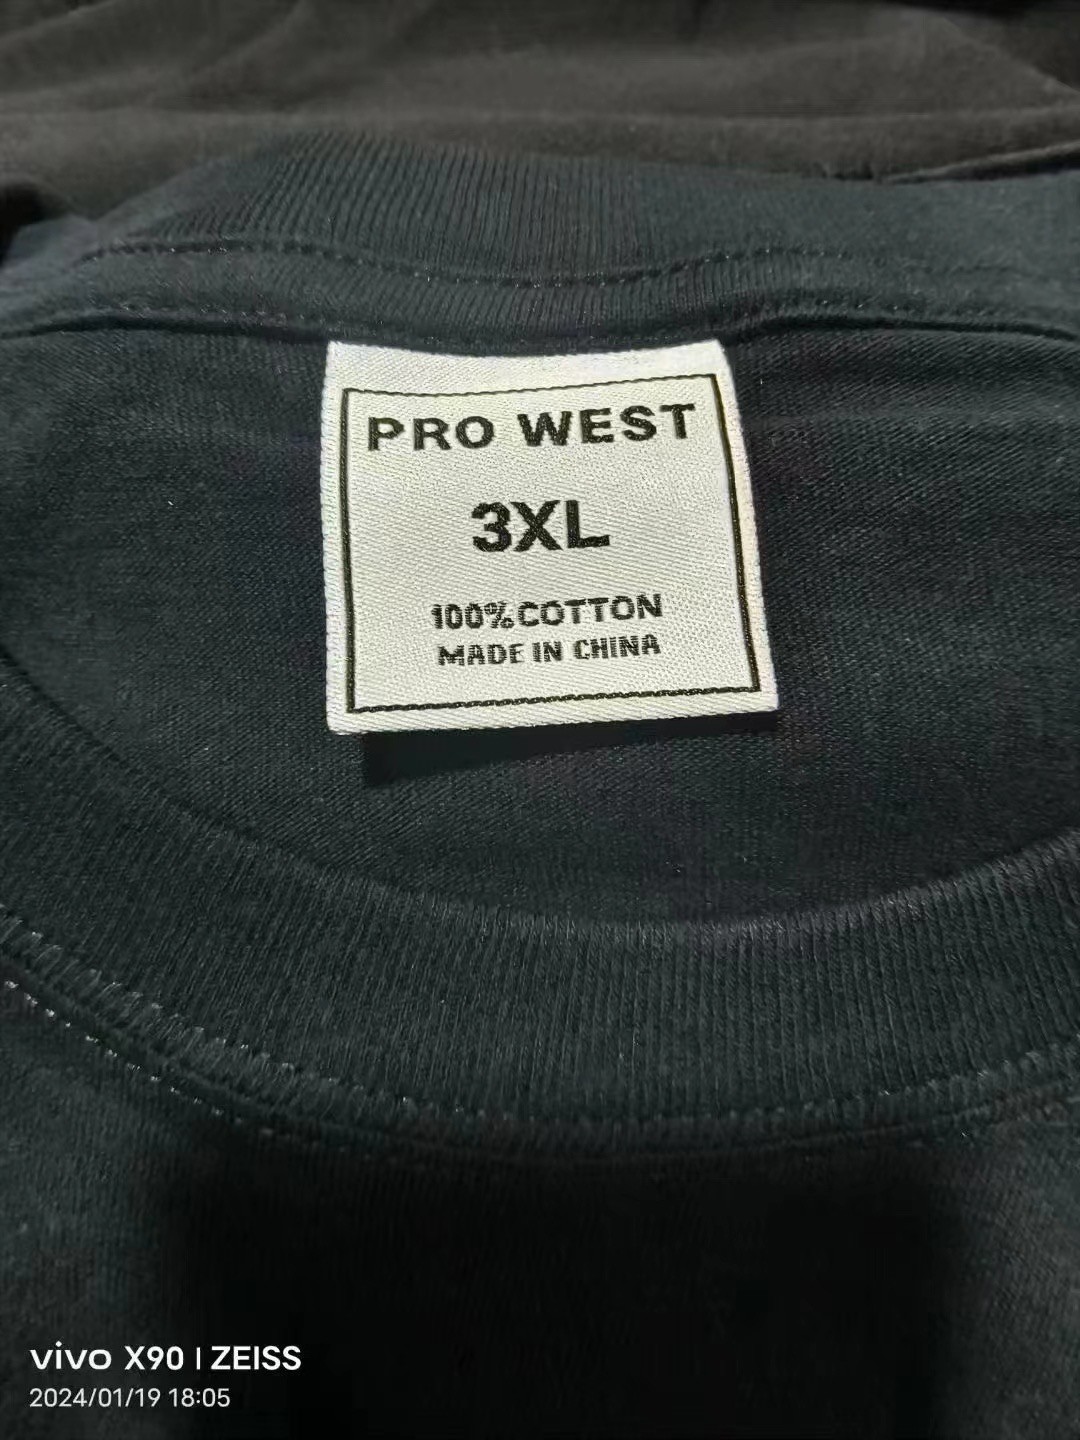 PRO WEST
3XL
100%COTTON
MADE IN CHINA
vivo X90 | ZEISS
2024/01/19 18:05